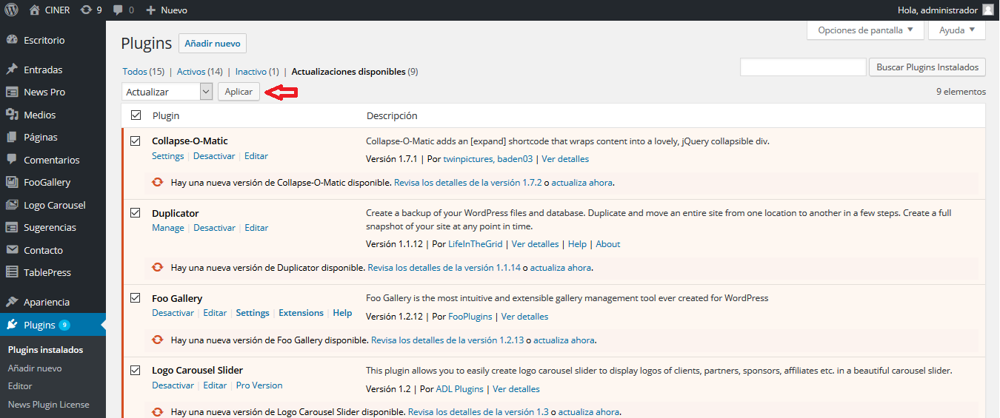 CINER 9 0 + Nuevo Hola, administrador
Opciones de pantalla ▼ Ayuda ▼
Escritorio
Entradas
News Pro
Medios
Páginas
Comentarios
FooGallery
Logo Carousel
Sugerencias
Contacto
TablePress
Apariencia
Plugins 9
Plugins instalados
Añadir nuevo
Editor
News Plugin License
Plugins Añadir nuevo
Todos (15) | Activos (14) | Inactivo (1) | Actualizaciones disponibles (9)
Buscar Plugins Instalados
Actualizar Aplicar
9 elementos
Plugin Descripción
Collapse-O-Matic
Settings | Desactivar | Editar
Collapse-O-Matic adds an [expand] shortcode that wraps content into a lovely, jQuery collapsible div.
Versión 1.7.1 | Por twinpictures, baden03 | Ver detalles
Hay una nueva versión de Collapse-O-Matic disponible. Revisa los detalles de la versión 1.7.2 o actualiza ahora.
Duplicator
Manage | Desactivar | Editar
Create a backup of your WordPress files and database. Duplicate and move an entire site from one location to another in a few steps. Create a full
snapshot of your site at any point in time.
Versión 1.1.12 | Por LifeInTheGrid | Ver detalles | Help | About
Hay una nueva versión de Duplicator disponible. Revisa los detalles de la versión 1.1.14 o actualiza ahora.
Foo Gallery
Desactivar | Editar | Settings | Extensions | Help
Foo Gallery is the most intuitive and extensible gallery management tool ever created for WordPress
Versión 1.2.12 | Por FooPlugins | Ver detalles
Hay una nueva versión de Foo Gallery disponible. Revisa los detalles de la versión 1.2.13 o actualiza ahora.
Logo Carousel Slider
Desactivar | Editar | Pro Version
This plugin allows you to easily create logo carousel slider to display logos of clients, partners, sponsors, affiliates etc. in a beautiful carousel slider.
Versión 1.2 | Por ADL Plugins | Ver detalles
Hay una nueva versión de Logo Carousel Slider disponible. Revisa los detalles de la versión 1.3 o actualiza ahora.